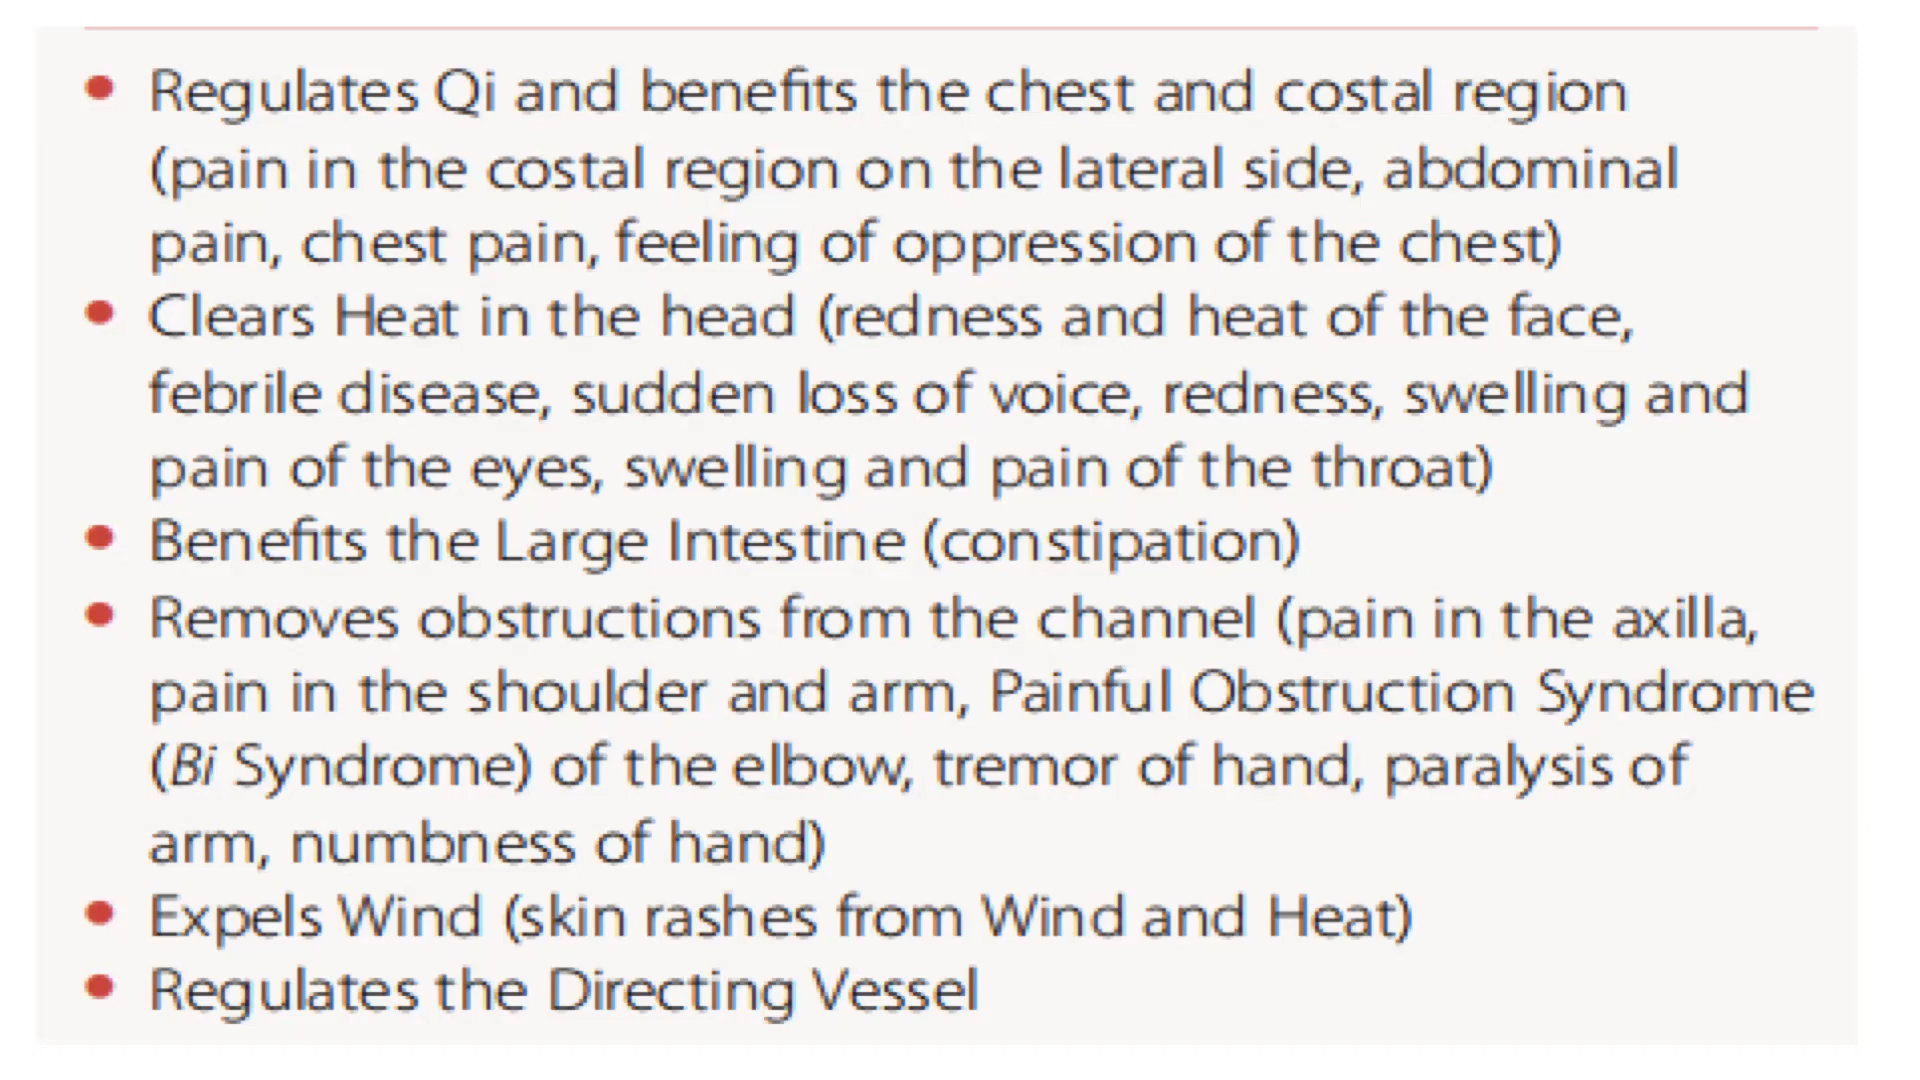 • Regulates Qi and benefits the chest and costal region
(pain in the costal region on the lateral side, abdominal
pain, chest pain, feeling of oppression of the chest)
• Clears Heat in the head (redness and heat of the face,
febrile disease, sudden loss of voice, redness, swelling and
pain of the eyes, swelling and pain of the throat)
• Benefits the Large Intestine (constipation)
• Removes obstructions from the channel (pain in the axilla,
pain in the shoulder and arm, Painful Obstruction Syndrome
(Bi Syndrome) of the elbow, tremor of hand, paralysis of
arm, numbness of hand)
• Expels Wind (skin rashes from Wind and Heat)
• Regulates the Directing Vessel